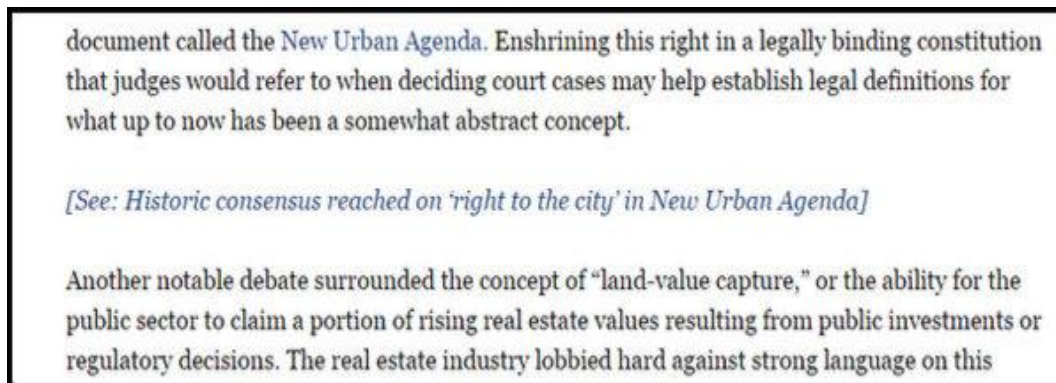 document called the New Urban Agenda. Enshrining this right in a legally binding constitution
that judges would refer to when deciding court cases may help establish legal definitions for
what up to now has been a somewhat abstract concept.
[See: Historic consensus reached on ‘right to the city’ in New Urban Agenda]
Another notable debate surrounded the concept of “land-value capture,” or the ability for the
public sector to claim a portion of rising real estate values resulting from public investments or
regulatory decisions. The real estate industry lobbied hard against strong language on this